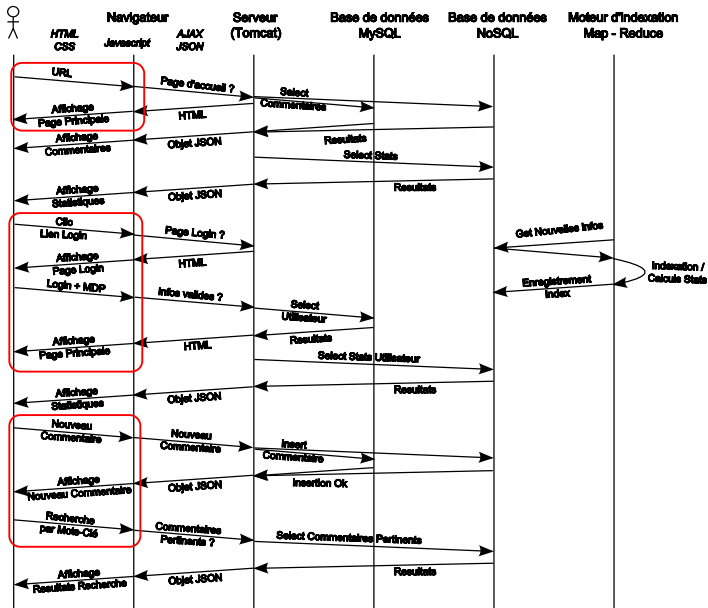 Navigateur
HTML
CSS
Javascript
AJAX
JSON
Serveur
(Tomcat)
Base de données
MySQL
Base de données
NoSQL
Moteur d'Indexation
Map - Reduce
URL
Page d'accueil ?
Select
Commentaires
Affichage
Page Principale
HTML
Resultats
Affichage
Commentaires
Objet JSON
Select Stats
Resultats
Affichage
Statistiques
Objet JSON
Clic
Lien Login
Page Login ?
Get Nouvelles Infos
Affichage
Page Login
HTML
Indexation /
Calculs Stats
Enregistrement
Index
Login + MDP
Infos valides ?
Select
Utilisateur
Resultats
Affichage
Page Principale
HTML
Select Stats Utilisateur
Resultats
Affichage
Statistiques
Objet JSON
Nouveau
Commentaire
Nouveau
Commentaire
Insert
Commentaire
Insertion Ok
Affichage
Nouveau Commentaire
Objet JSON
Recherche
par Mots-Clé
Commentaires
Pertinents ?
Select Commentaires Pertinents
Resultats
Affichage
Resultats Recherche
Objet JSON